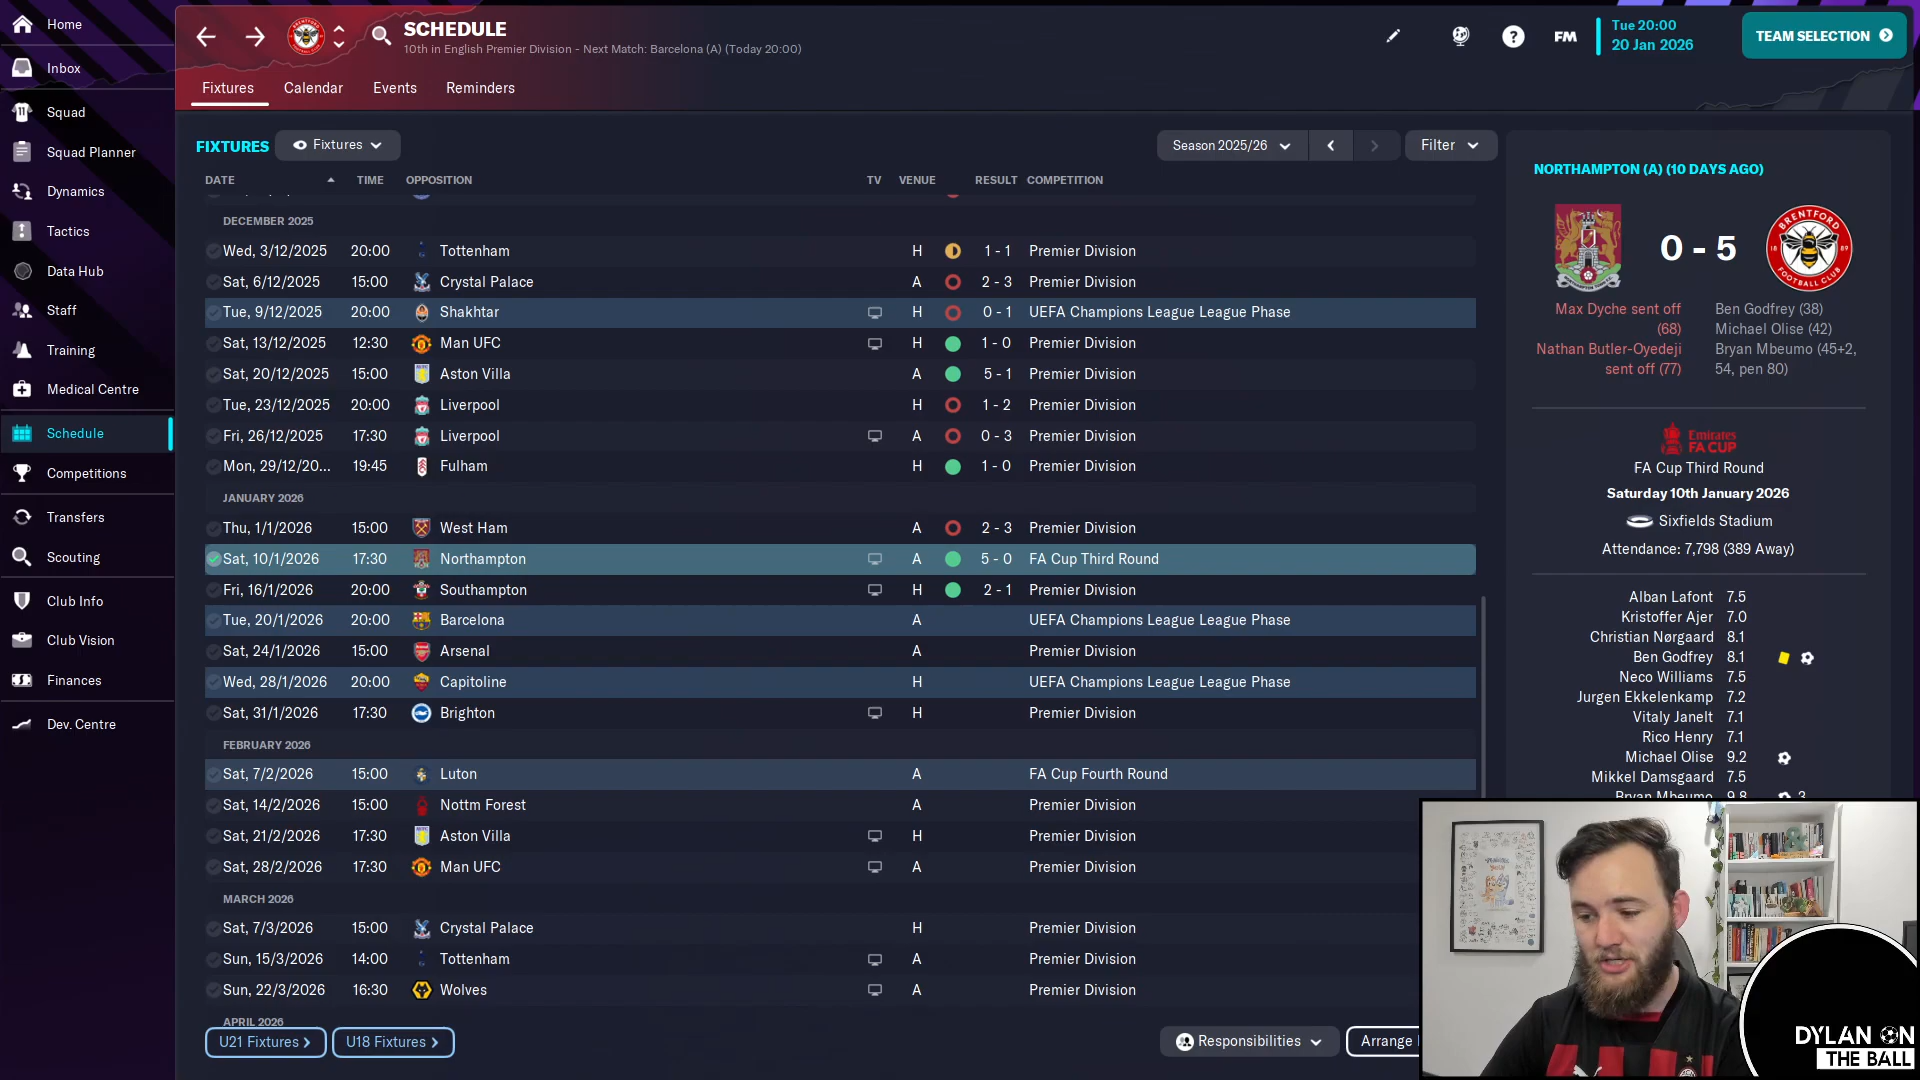 Home
Inbox
Squad
Squad Planner
Dynamics
Tactics
Data Hub
Staff
Training
Medical Centre
Schedule
Competitions
Transfers
Scouting
Club Info
Club Vision
Finances
Dev. Centre
SCHEDULE
10th in English Premier Division - Next Match: Barcelona (A) (Today 20:00)
FM
Tue 20:00
20 Jan 2026
TEAM SELECTION
Fixtures Calendar Events Reminders
FIXTURES Fixtures Season 2025/26 Filter
DATE TIME OPPOSITION TV VENUE RESULT COMPETITION
DECEMBER 2025
Wed, 3/12/2025 20:00 Tottenham H 1 - 1 Premier Division
Sat, 6/12/2025 15:00 Crystal Palace A 2 - 3 Premier Division
Tue, 9/12/2025 20:00 Shakhtar H 0 - 1 UEFA Champions League League Phase
Sat, 13/12/2025 12:30 Man UFC H 1 - 0 Premier Division
Sat, 20/12/2025 15:00 Aston Villa A 5 - 1 Premier Division
Tue, 23/12/2025 20:00 Liverpool H 1 - 2 Premier Division
Fri, 26/12/2025 17:30 Liverpool A 0 - 3 Premier Division
Mon, 29/12/20... 19:45 Fulham H 1 - 0 Premier Division
JANUARY 2026
Thu, 1/1/2026 15:00 West Ham A 2 - 3 Premier Division
Sat, 10/1/2026 17:30 Northampton A 5 - 0 FA Cup Third Round
Fri, 16/1/2026 20:00 Southampton H 2 - 1 Premier Division
Tue, 20/1/2026 20:00 Barcelona A UEFA Champions League League Phase
Sat, 24/1/2026 15:00 Arsenal A Premier Division
Wed, 28/1/2026 20:00 Capitoline H UEFA Champions League League Phase
Sat, 31/1/2026 17:30 Brighton H Premier Division
FEBRUARY 2026
Sat, 7/2/2026 15:00 Luton A FA Cup Fourth Round
Sat, 14/2/2026 15:00 Nottm Forest A Premier Division
Sat, 21/2/2026 17:30 Aston Villa H Premier Division
Sat, 28/2/2026 17:30 Man UFC A Premier Division
MARCH 2026
Sat, 7/3/2026 15:00 Crystal Palace H Premier Division
Sun, 15/3/2026 14:00 Tottenham A Premier Division
Sun, 22/3/2026 16:30 Wolves A Premier Division
APRIL 2026
U21 Fixtures U18 Fixtures Responsibilities Arrange
NORTHAMPTON (A) (10 DAYS AGO)
0 - 5
BRENTFORD
18 89
FOOTBALL CLUB
Max Dyche sent off
(68)
Nathan Butler-Oyedeji
sent off (77)
Ben Godfrey (38)
Michael Olise (42)
Bryan Mbeumo (45+2,
54, pen 80)
Emirates
FA CUP
FA Cup Third Round
Saturday 10th January 2026
Sixfields Stadium
Attendance: 7,798 (389 Away)
Alban Lafont 7.5
Kristoffer Ajer 7.0
Christian Nørgaard 8.1
Ben Godfrey 8.1
Neco Williams 7.5
Jurgen Ekkelenkamp 7.2
Vitaly Janelt 7.1
Rico Henry 7.1
Michael Olise 9.2
Mikkel Damsgaard 7.5
Bryan Mbeumo 9.8 3
DYLAN ON
THE BALL